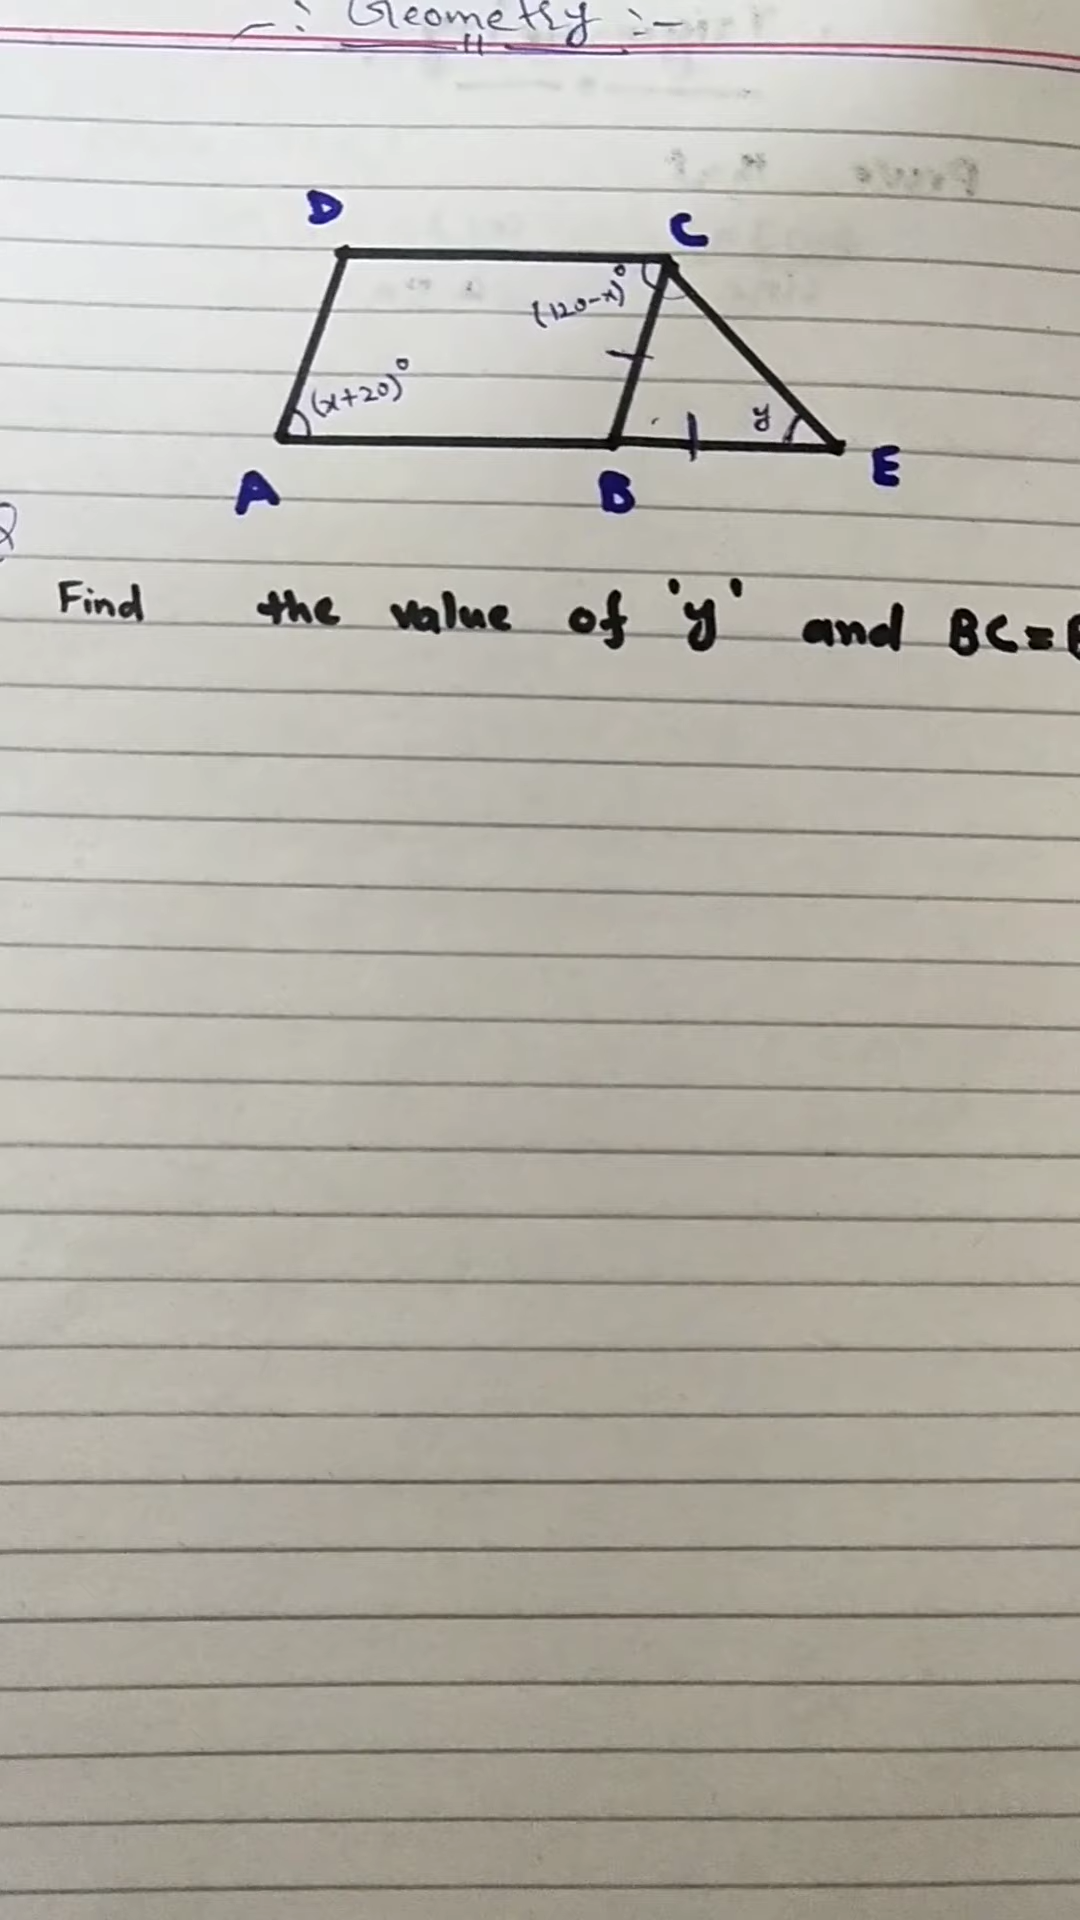 -: Geometry :-
D
C
(120-x)°
(x+20)°
y
A
B
E
Find the value of 'y' and BC=